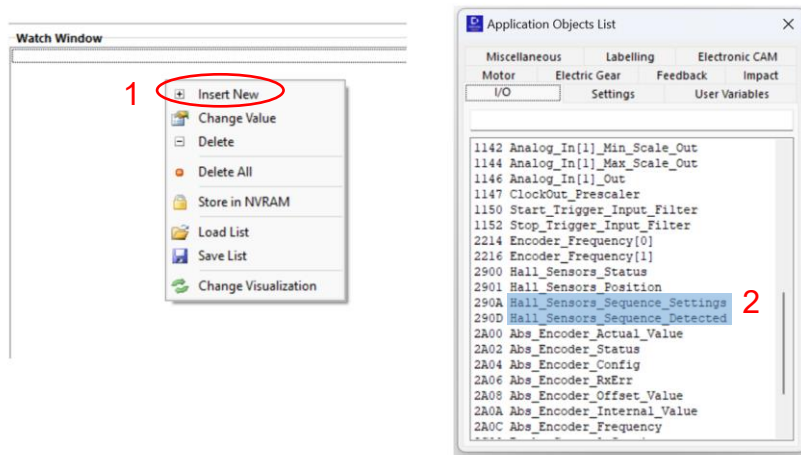 Watch Window
1
Insert New
Change Value
Delete
Delete All
Store in NVRAM
Load List
Save List
Change Visualization
Application Objects List
Miscellaneous Labelling Electronic CAM
Motor Electric Gear Feedback Impact
I/O Settings User Variables
1142 Analog_In[1]_Min_Scale_Out
1144 Analog_In[1]_Max_Scale_Out
1146 Analog_In[1]_Out
1147 ClockOut_Prescaler
1150 Start_Trigger_Input_Filter
1152 Stop_Trigger_Input_Filter
2214 Encoder_Frequency[0]
2216 Encoder_Frequency[1]
2900 Hall_Sensors_Status
2901 Hall_Sensors_Position
290A Hall_Sensors_Sequence_Settings
290D Hall_Sensors_Sequence_Detected
2
2A00 Abs_Encoder_Actual_Value
2A02 Abs_Encoder_Status
2A04 Abs_Encoder_Config
2A06 Abs_Encoder_RxErr
2A08 Abs_Encoder_Offset_Value
2A0A Abs_Encoder_Internal_Value
2A0C Abs_Encoder_Frequency